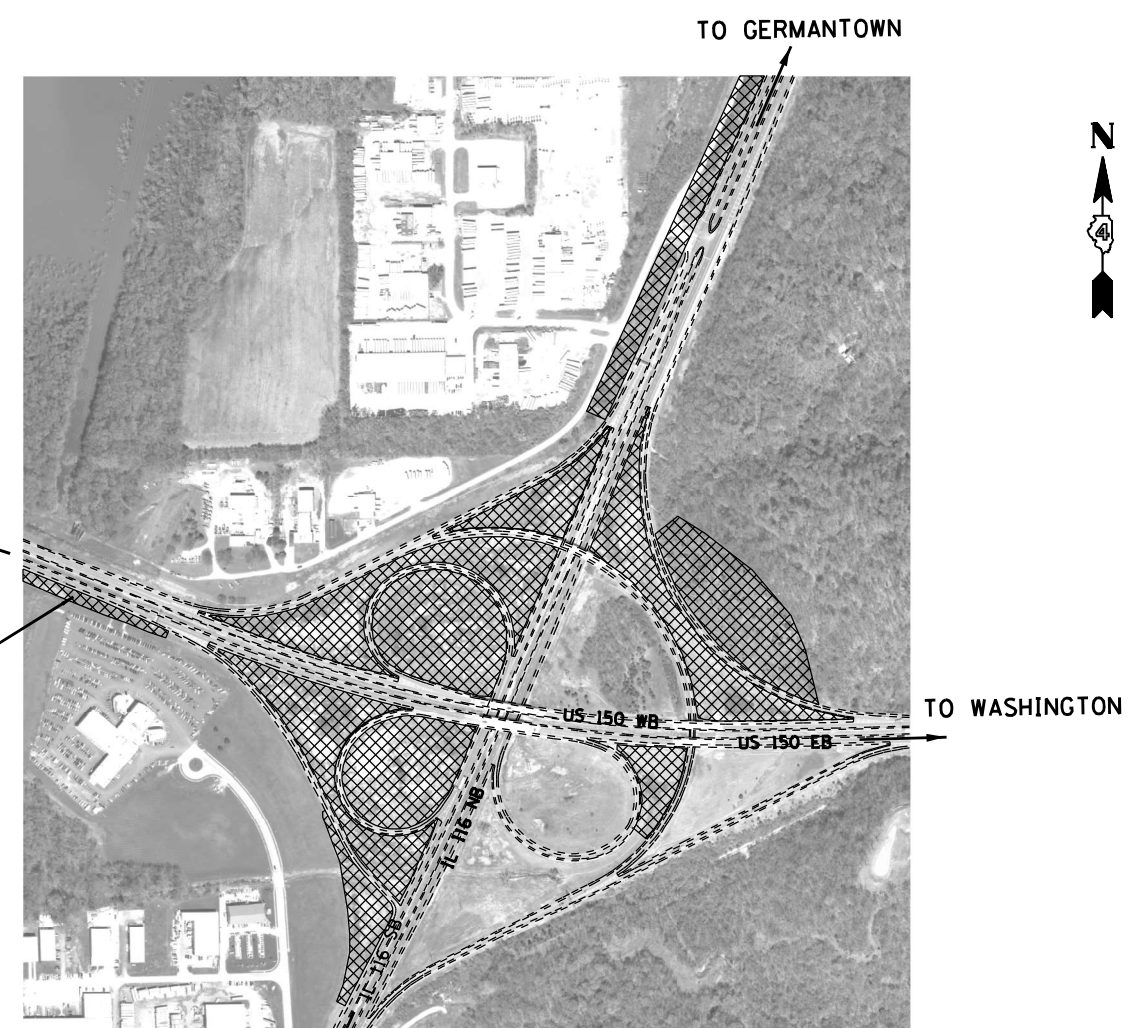 TO GERMANTOWN
N
4
TO WASHINGTON
US 150 WB
US 150 EB
IL 116 NB
IL 116 SB